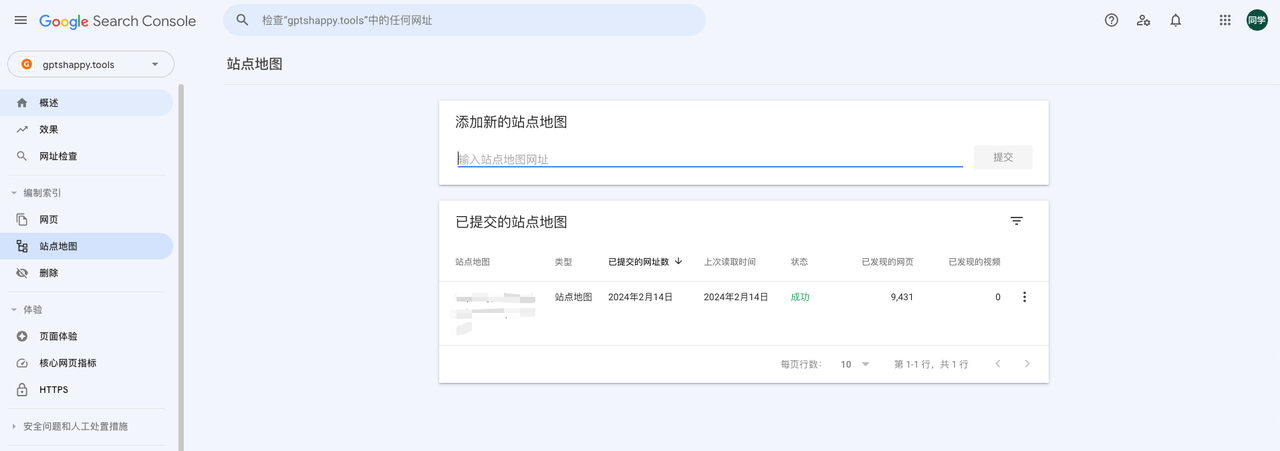 Google Search Console
检查"gptshappy.tools"中的任何网址
同学
G gptshappy.tools
站点地图
概述
效果
网址检查
编制索引
网页
站点地图
删除
体验
页面体验
核心网页指标
HTTPS
安全问题和人工处置措施
添加新的站点地图
输入站点地图网址
提交
已提交的站点地图
站点地图 类型 已提交的网址数 上次读取时间 状态 已发现的网页 已发现的视频
站点地图 2024年2月14日 2024年2月14日 成功 9,431 0
每页行数: 10 第 1-1 行，共 1 行